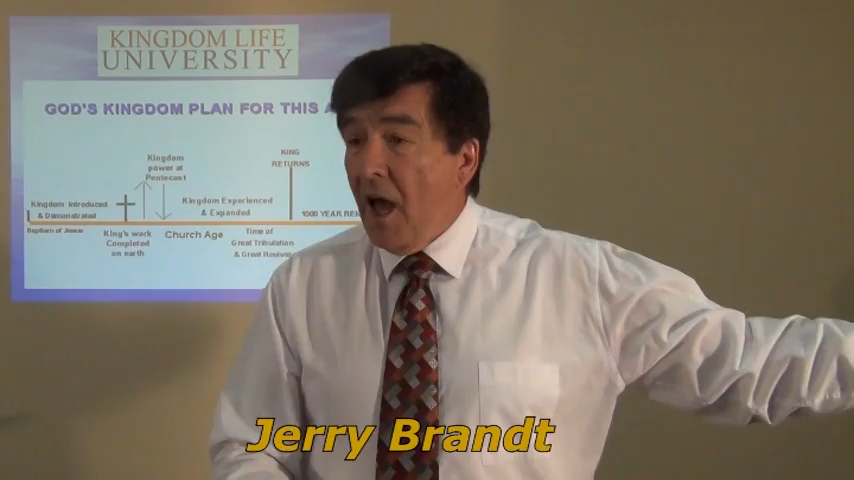 KINGDOM LIFE
UNIVERSITY
GOD'S KINGDOM PLAN FOR THIS
Kingdom
power at
Pentecost
KING
RETURNS
Kingdom Introduced
& Demonstrated
Kingdom Experienced
& Expanded
1000 YEAR
Baptism of Jesus
King's work
Completed
on earth
Church Age
Time of
Great Tribulation
& Great Revival
Jerry Brandt